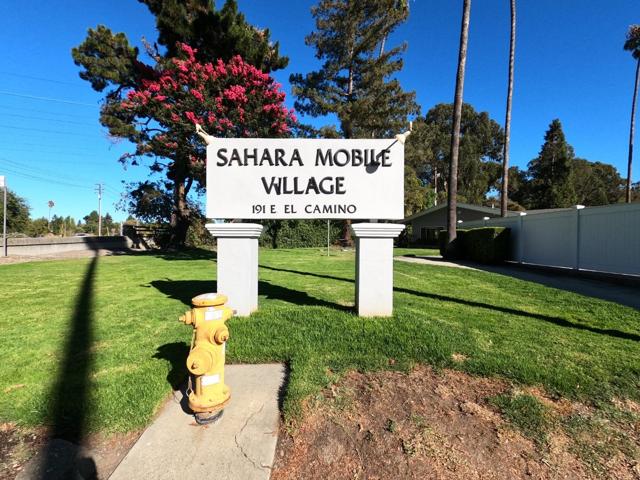 SAHARA MOBILE
VILLAGE
191 E. EL CAMINO